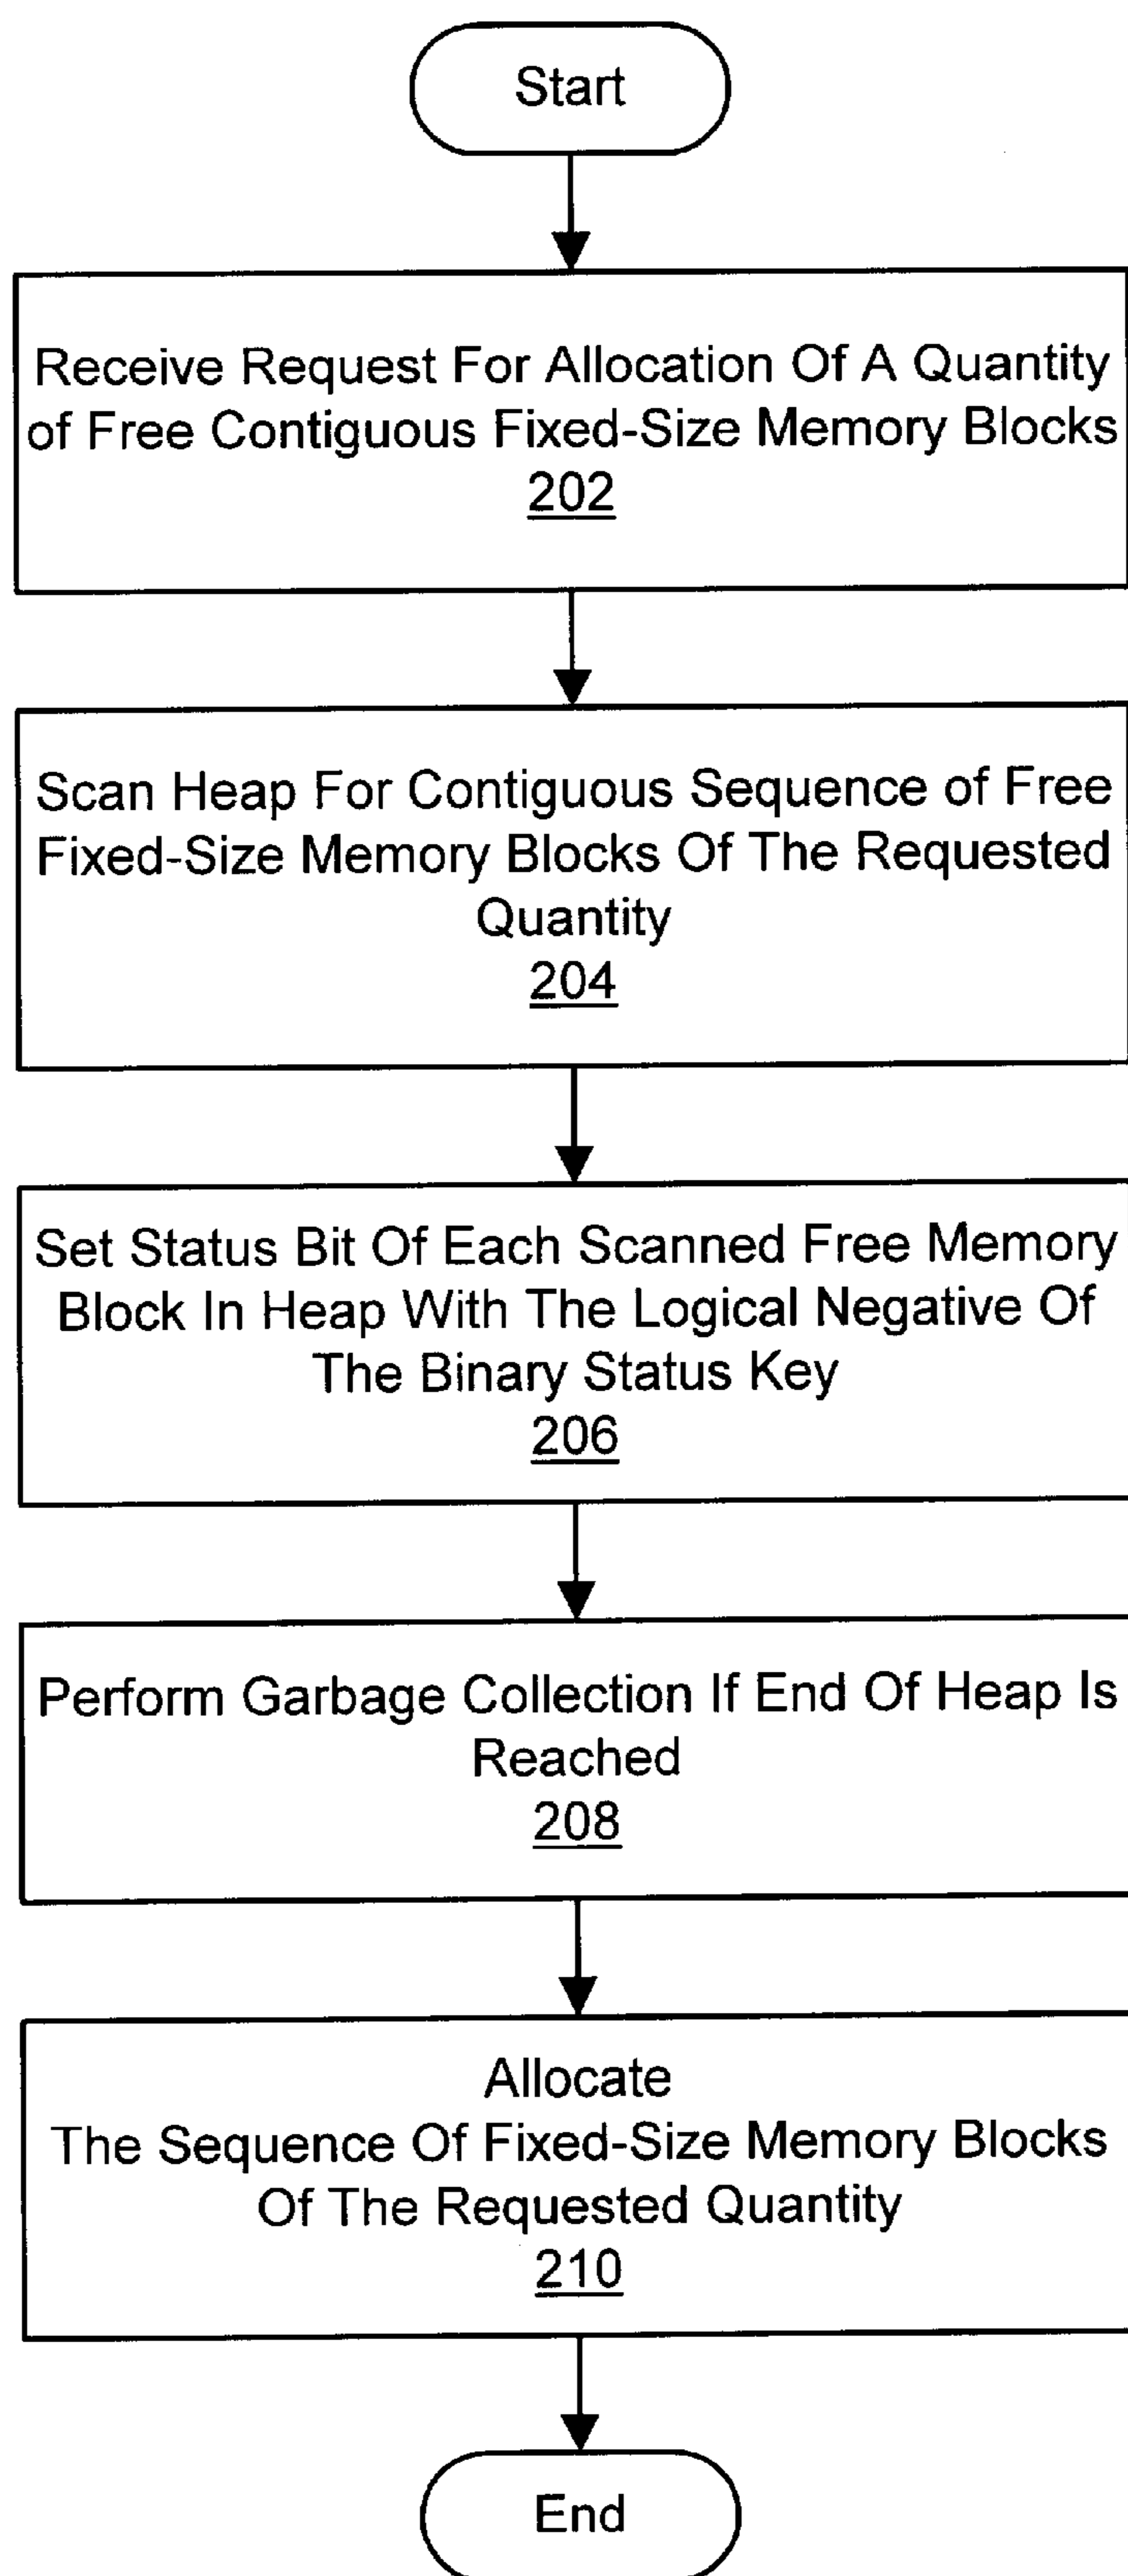 Start
Receive Request For Allocation Of A Quantity
of Free Contiguous Fixed-Size Memory Blocks
202
Scan Heap For Contiguous Sequence of Free
Fixed-Size Memory Blocks Of The Requested
Quantity
204
Set Status Bit Of Each Scanned Free Memory
Block In Heap With The Logical Negative Of
The Binary Status Key
206
Perform Garbage Collection If End Of Heap Is
Reached
208
Allocate
The Sequence Of Fixed-Size Memory Blocks
Of The Requested Quantity
210
End